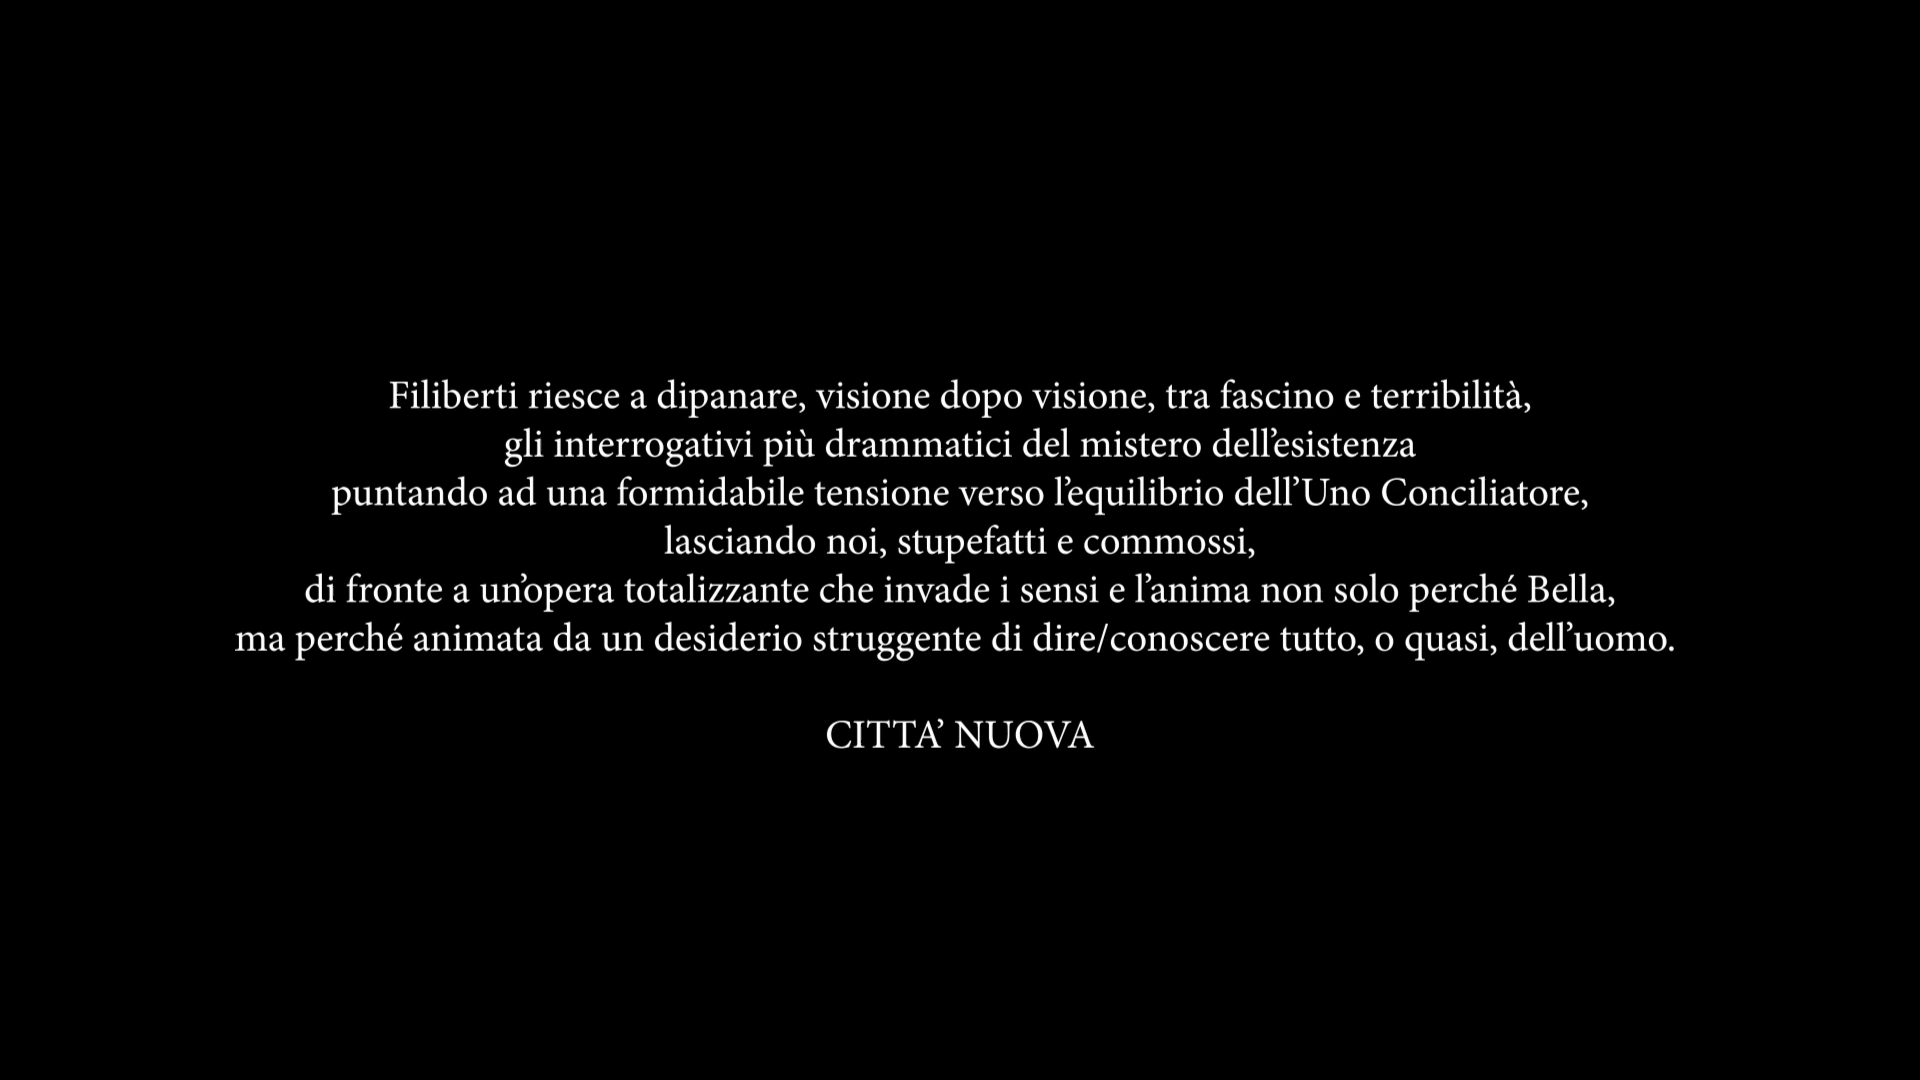 Filiberti riesce a dipanare, visione dopo visione, tra fascino e terribilità,
gli interrogativi più drammatici del mistero dell’esistenza
puntando ad una formidabile tensione verso l’equilibrio dell’Uno Conciliatore,
lasciando noi, stupefatti e commossi,
di fronte a un’opera totalizzante che invade i sensi e l’anima non solo perché Bella,
ma perché animata da un desiderio struggente di dire/conoscere tutto, o quasi, dell’uomo.
CITTA’ NUOVA